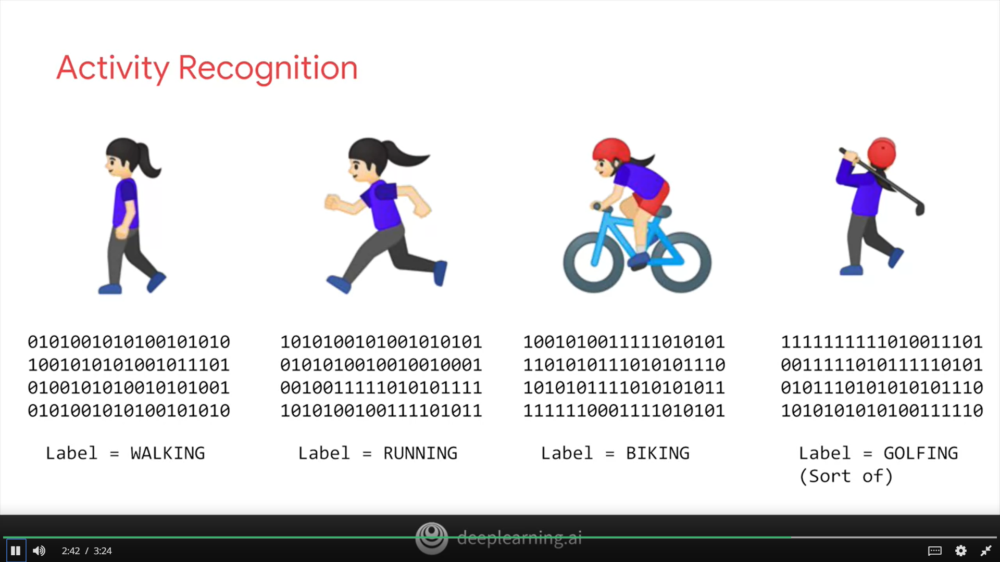 Activity Recognition
0101001010100101010
1001010101001011101
0100101010010101001
0101001010100101010
Label = WALKING
1010100101001010101
0101010010010010001
0010011111010101111
1010100100111101011
Label = RUNNING
1001010011111010101
1101010111010101110
1010101111010101011
1111110001111010101
Label = BIKING
1111111111010011101
0011111010111110101
0101110101010101110
1010101010100111110
Label = GOLFING
(Sort of)
deeplearning.ai
2:42 / 3:24